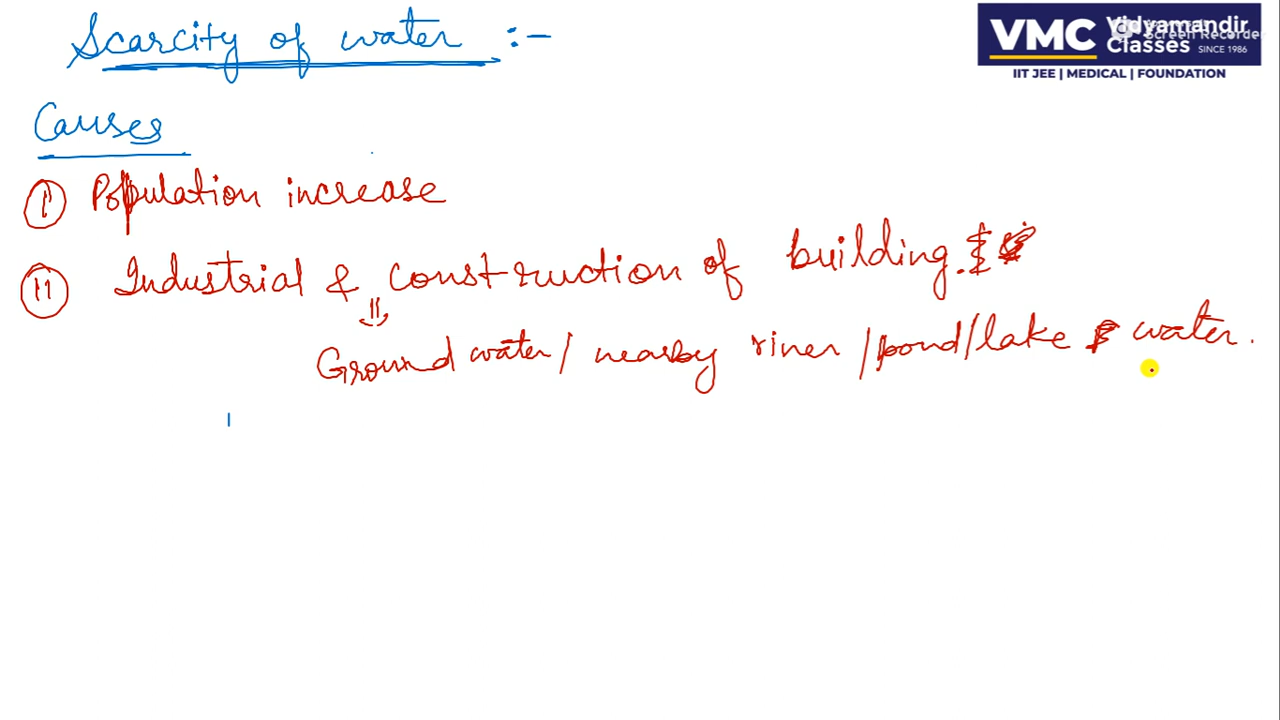 Scarcity of water :-
VMC Vidyamandir Classes SINCE 1986
IIT JEE | MEDICAL | FOUNDATION
Causes
(I) Population increase
(II) Industrial & construction of building.
Ground water / nearby river / pond / lake water.